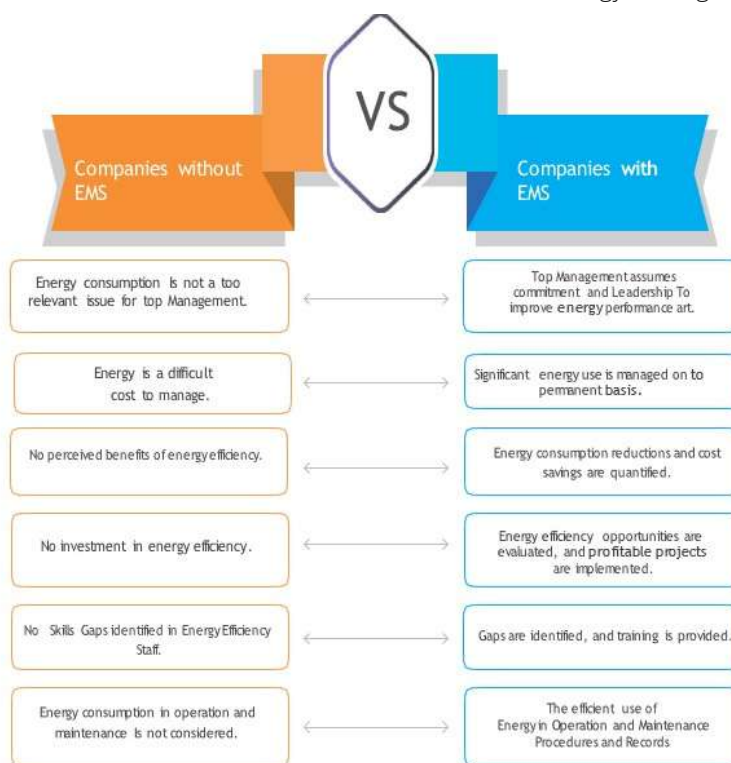 VS
Companies without
EMS
Companies with
EMS
Energy consumption Is not a too
relevant issue for top Management.
Top Management assumes
commitment and Leadership To
improve energy performance art.
Energy is a difficult
cost to manage.
Significant energy use is managed on to
permanent basis.
No perceived benefits of energy efficiency.
Energy consumption reductions and cost
savings are quantified.
No investment in energy efficiency.
Energy efficiency opportunities are
evaluated, and profitable projects
are implemented.
No Skills Gaps identified in Energy Efficiency
Staff.
Gaps are identified, and training is provided.
Energy consumption in operation and
maintenance Is not considered.
The efficient use of
Energy in Operation and Maintenance
Procedures and Records